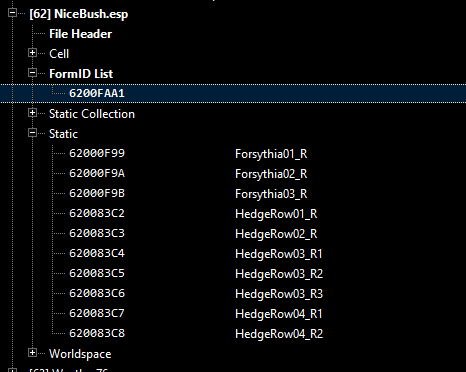 [62] NiceBush.esp
File Header
Cell
FormID List
6200FAA1
Static Collection
Static
62000F99 Forsythia01_R
62000F9A Forsythia02_R
62000F9B Forsythia03_R
620083C2 HedgeRow01_R
620083C3 HedgeRow02_R
620083C4 HedgeRow03_R1
620083C5 HedgeRow03_R2
620083C6 HedgeRow03_R3
620083C7 HedgeRow04_R1
620083C8 HedgeRow04_R2
Worldspace